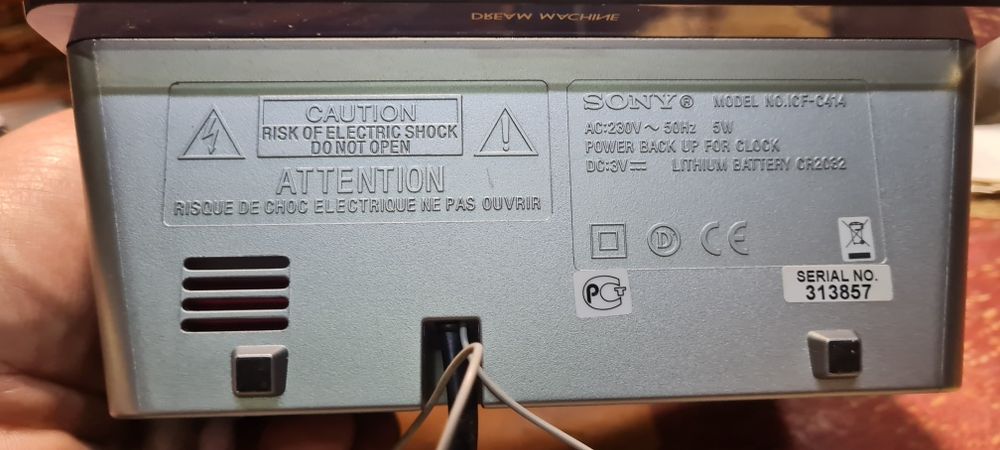 DREAM MACHINE
CAUTION
RISK OF ELECTRIC SHOCK
DO NOT OPEN
ATTENTION
RISQUE DE CHOC ELECTRIQUE NE PAS OUVRIR
SONY® MODEL NO.ICF-C414
AC:230V ~ 50Hz 5W
POWER BACK UP FOR CLOCK
DC:3V⎓ LITHIUM BATTERY CR2032
D CE
PCT
SERIAL NO.
313857